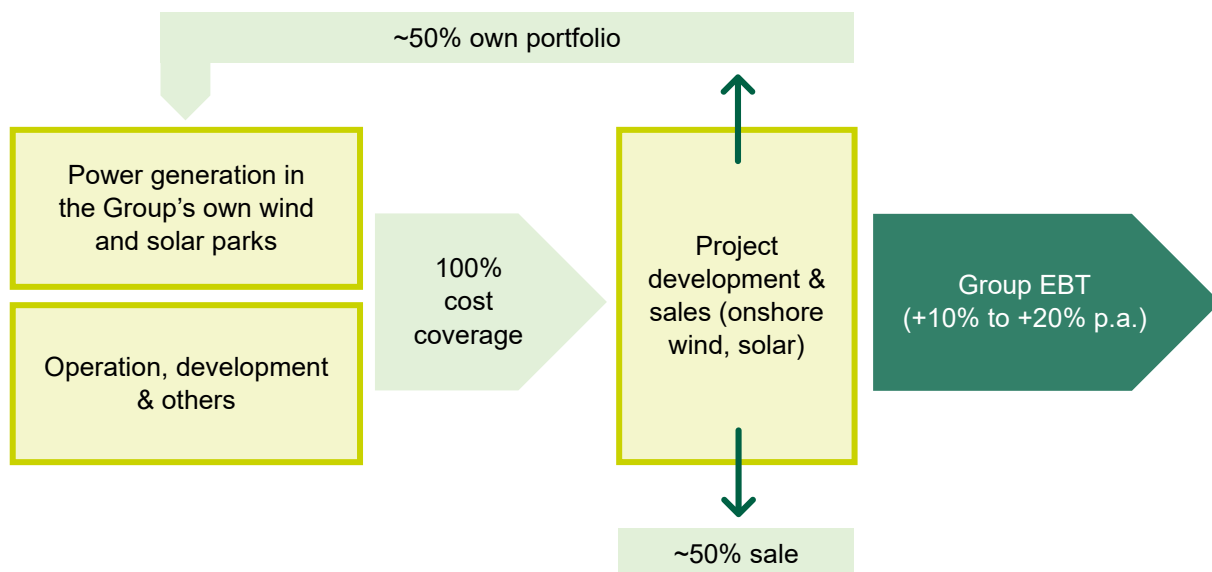 ~50% own portfolio
Power generation in
the Group’s own wind
and solar parks
Operation, development
& others
100%
cost
coverage
Project
development &
sales (onshore
wind, solar)
Group EBT
(+10% to +20% p.a.)
~50% sale